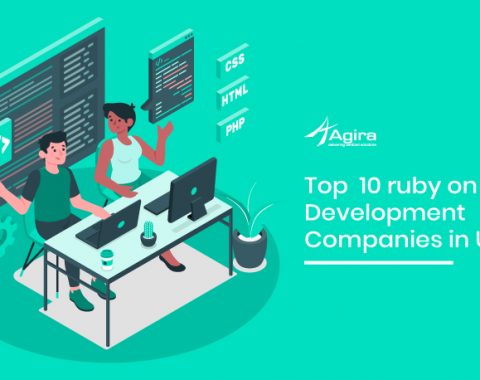 CSS
HTML
PHP
Agira
Top 10 ruby on
Development
Companies in U